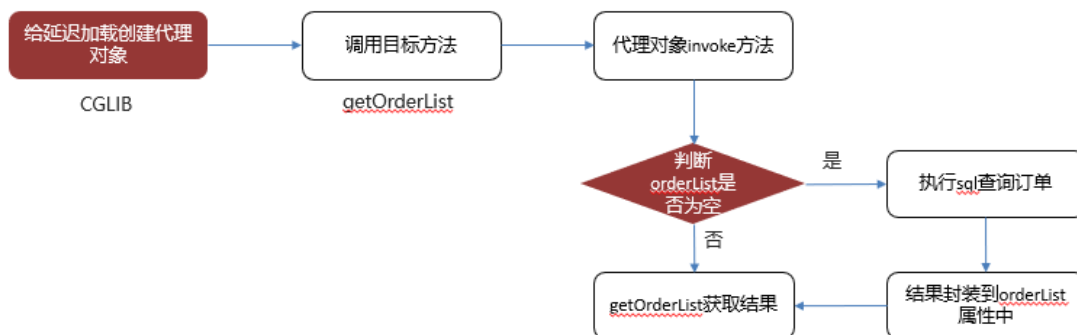 给延迟加载创建代理
对象
CGLIB
调用目标方法
getOrderList
代理对象invoke方法
判断
orderList是
否为空
是
否
执行sql查询订单
结果封装到orderList
属性中
getOrderList获取结果